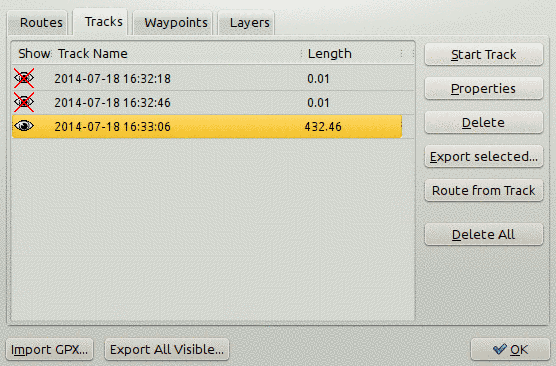 Routes Tracks Waypoints Layers
Show Track Name Length
2014-07-18 16:32:18 0.01
2014-07-18 16:32:46 0.01
2014-07-18 16:33:06 432.46
Start Track
Properties
Delete
Export selected...
Route from Track
Delete All
Import GPX... Export All Visible... OK